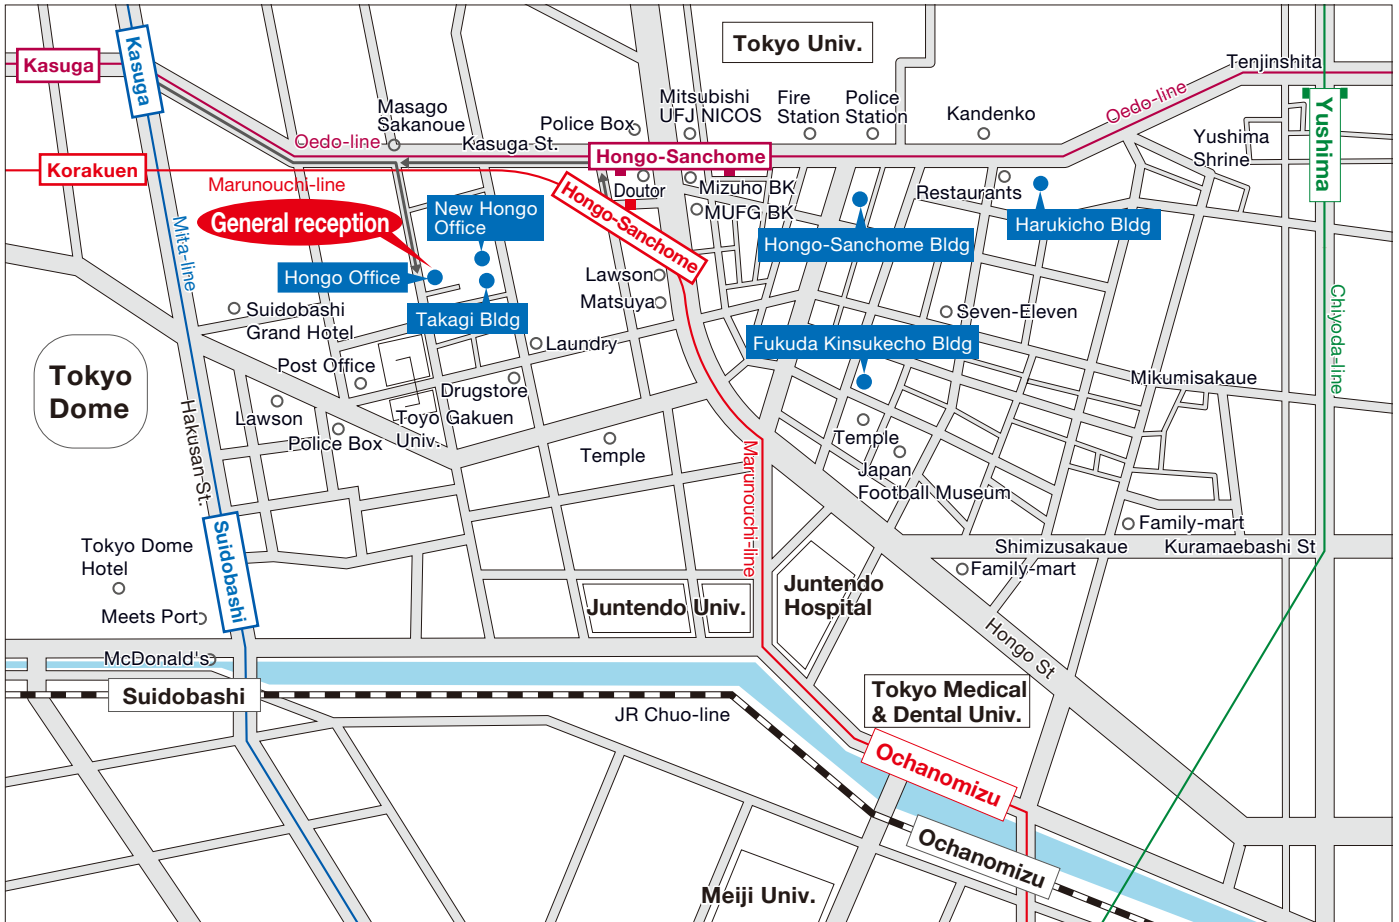 Tokyo Univ.
Kasuga
Kasuga
Tenjinshita
Masago
Sakanoue
Mitsubishi
UFJ NICOS
Fire
Station
Police
Station
Kandenko
Oedo-line
Yushima
Police Box
Oedo-line
Kasuga St.
Hongo-Sanchome
Yushima
Shrine
Korakuen
Marunouchi-line
Doutor
Mizuho BK
Restaurants
Hongo-Sanchome
MUFG BK
General reception
New Hongo
Office
Harukicho Bldg
Hongo-Sanchome Bldg
Mita-line
Hongo Office
Lawson
Matsuya
Suidobashi
Grand Hotel
Takagi Bldg
Seven-Eleven
Chiyoda-line
Laundry
Fukuda Kinsukecho Bldg
Post Office
Tokyo
Dome
Drugstore
Mikumisakaue
Hakusan St.
Lawson
Toyo Gakuen
Univ.
Police Box
Temple
Temple
Japan
Football Museum
Marunouchi-line
Suidobashi
Family-mart
Tokyo Dome
Hotel
Shimizusakaue
Kuramaebashi St
Family-mart
Juntendo
Hospital
Juntendo Univ.
Meets Port
Hongo St
McDonald's
Suidobashi
Tokyo Medical
& Dental Univ.
JR Chuo-line
Ochanomizu
Ochanomizu
Meiji Univ.